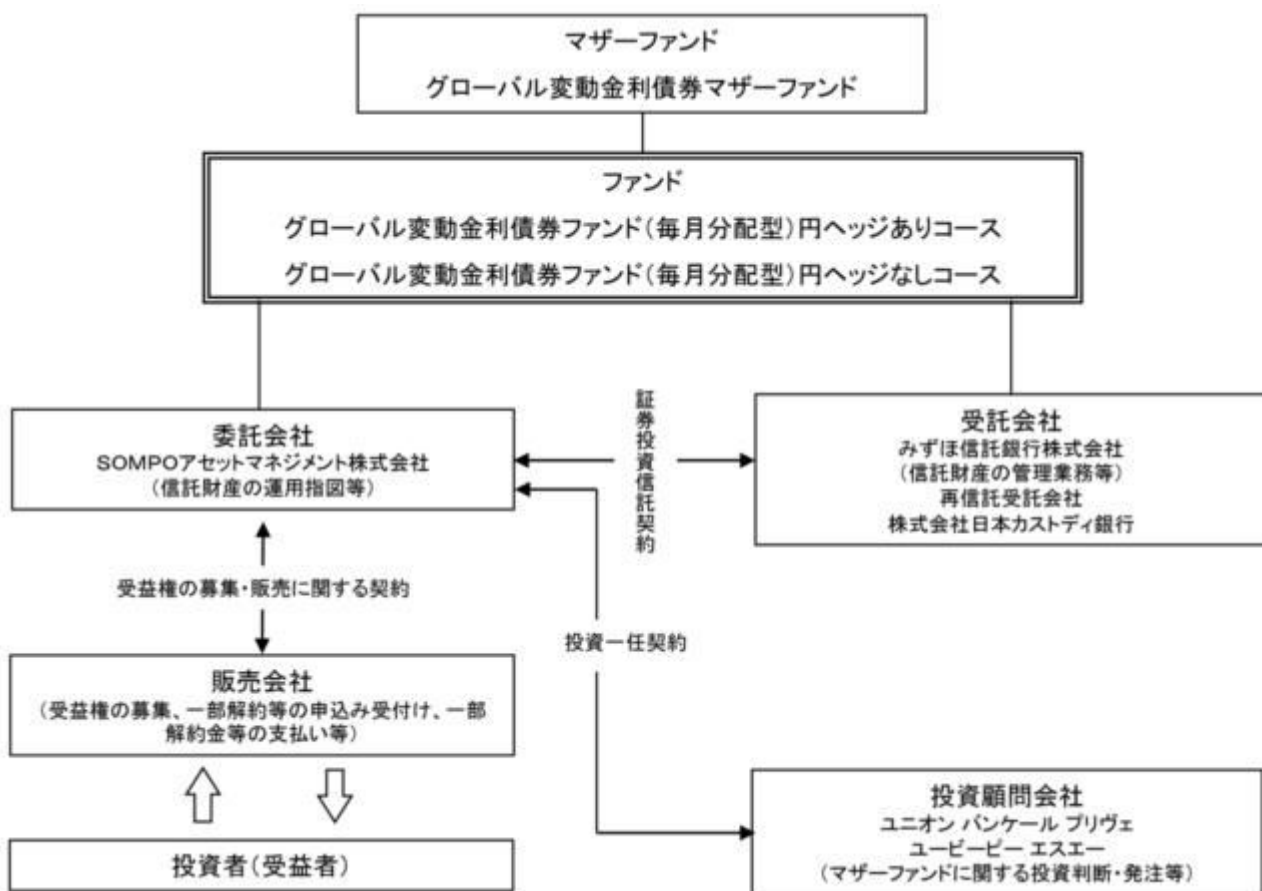 マザーファンド
グローバル変動金利債券マザーファンド
ファンド
グローバル変動金利債券ファンド(毎月分配型)円ヘッジありコース
グローバル変動金利債券ファンド(毎月分配型)円ヘッジなしコース
委託会社
SOMPOアセットマネジメント株式会社
(信託財産の運用指図等)
証券投資信託契約
受託会社
みずほ信託銀行株式会社
(信託財産の管理業務等)
再信託受託会社
株式会社日本カストディ銀行
受益権の募集・販売に関する契約
投資一任契約
販売会社
(受益権の募集、一部解約等の申込み受付け、一部
解約金等の支払い等)
投資者(受益者)
投資顧問会社
ユニオン バンケール プリヴェ
ユービーピー エスエー
(マザーファンドに関する投資判断・発注等)